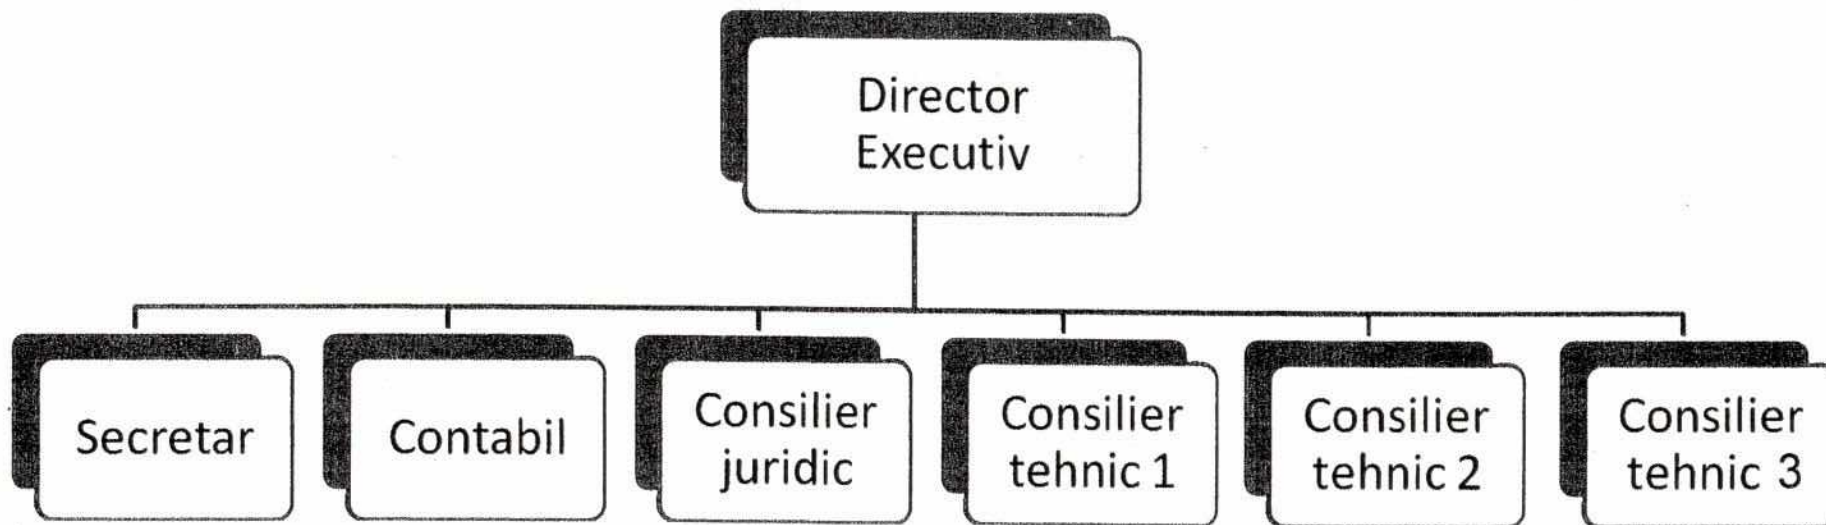 Director
Executiv
Secretar
Contabil
Consilier
juridic
Consilier
tehnic 1
Consilier
tehnic 2
Consilier
tehnic 3